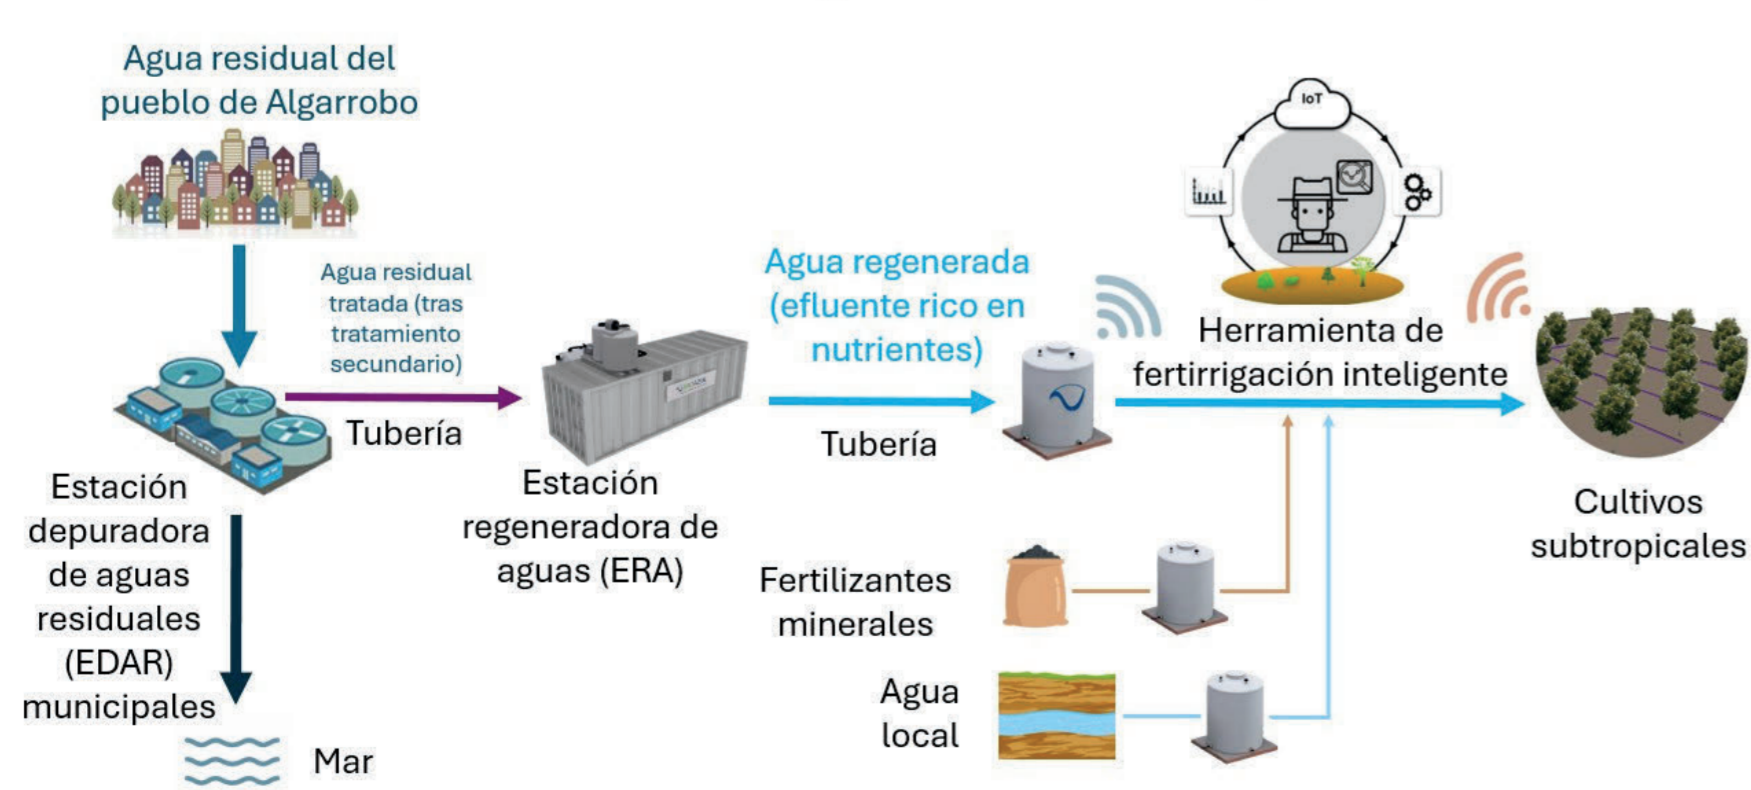 Agua residual del
pueblo de Algarrobo
Agua residual
tratada (tras
tratamiento
secundario)
Tubería
Estación
depuradora
de aguas
residuales
(EDAR)
municipales
Mar
Estación
regeneradora de
aguas (ERA)
Agua regenerada
(efluente rico en
nutrientes)
Tubería
IoT
Herramienta de
fertirrigación inteligente
Fertilizantes
minerales
Agua
local
Cultivos
subtropicales